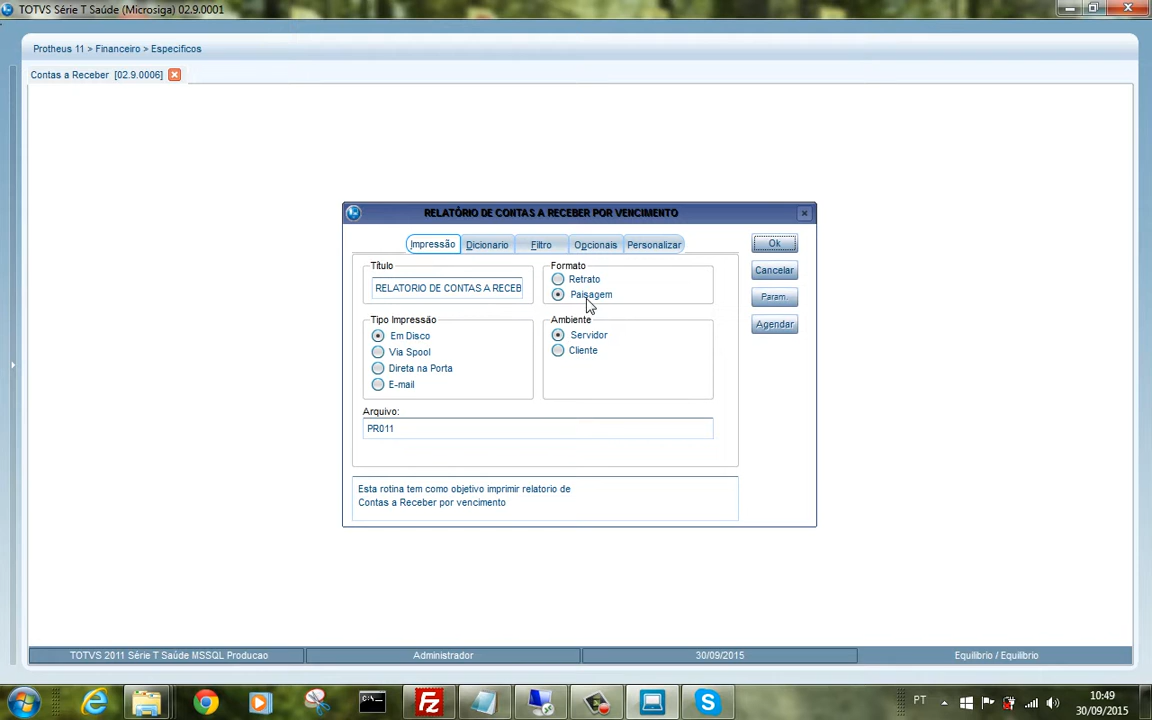 TOTVS Série T Saúde (Microsiga) 02.9.0001
Protheus 11 > Financeiro > Especificos
Contas a Receber [02.9.0006]
RELATÓRIO DE CONTAS A RECEBER POR VENCIMENTO
Impressão Dicionario Filtro Opcionais Personalizar
Ok
Cancelar
Param.
Agendar
Título
RELATORIO DE CONTAS A RECEB
Formato
Retrato
Paisagem
Tipo Impressão
Em Disco
Via Spool
Direta na Porta
E-mail
Ambiente
Servidor
Cliente
Arquivo:
PR011
Esta rotina tem como objetivo imprimir relatorio de
Contas a Receber por vencimento
TOTVS 2011 Série T Saúde MSSQL Producao Administrador 30/09/2015 Equilibrio / Equilibrio
PT
10:49
30/09/2015